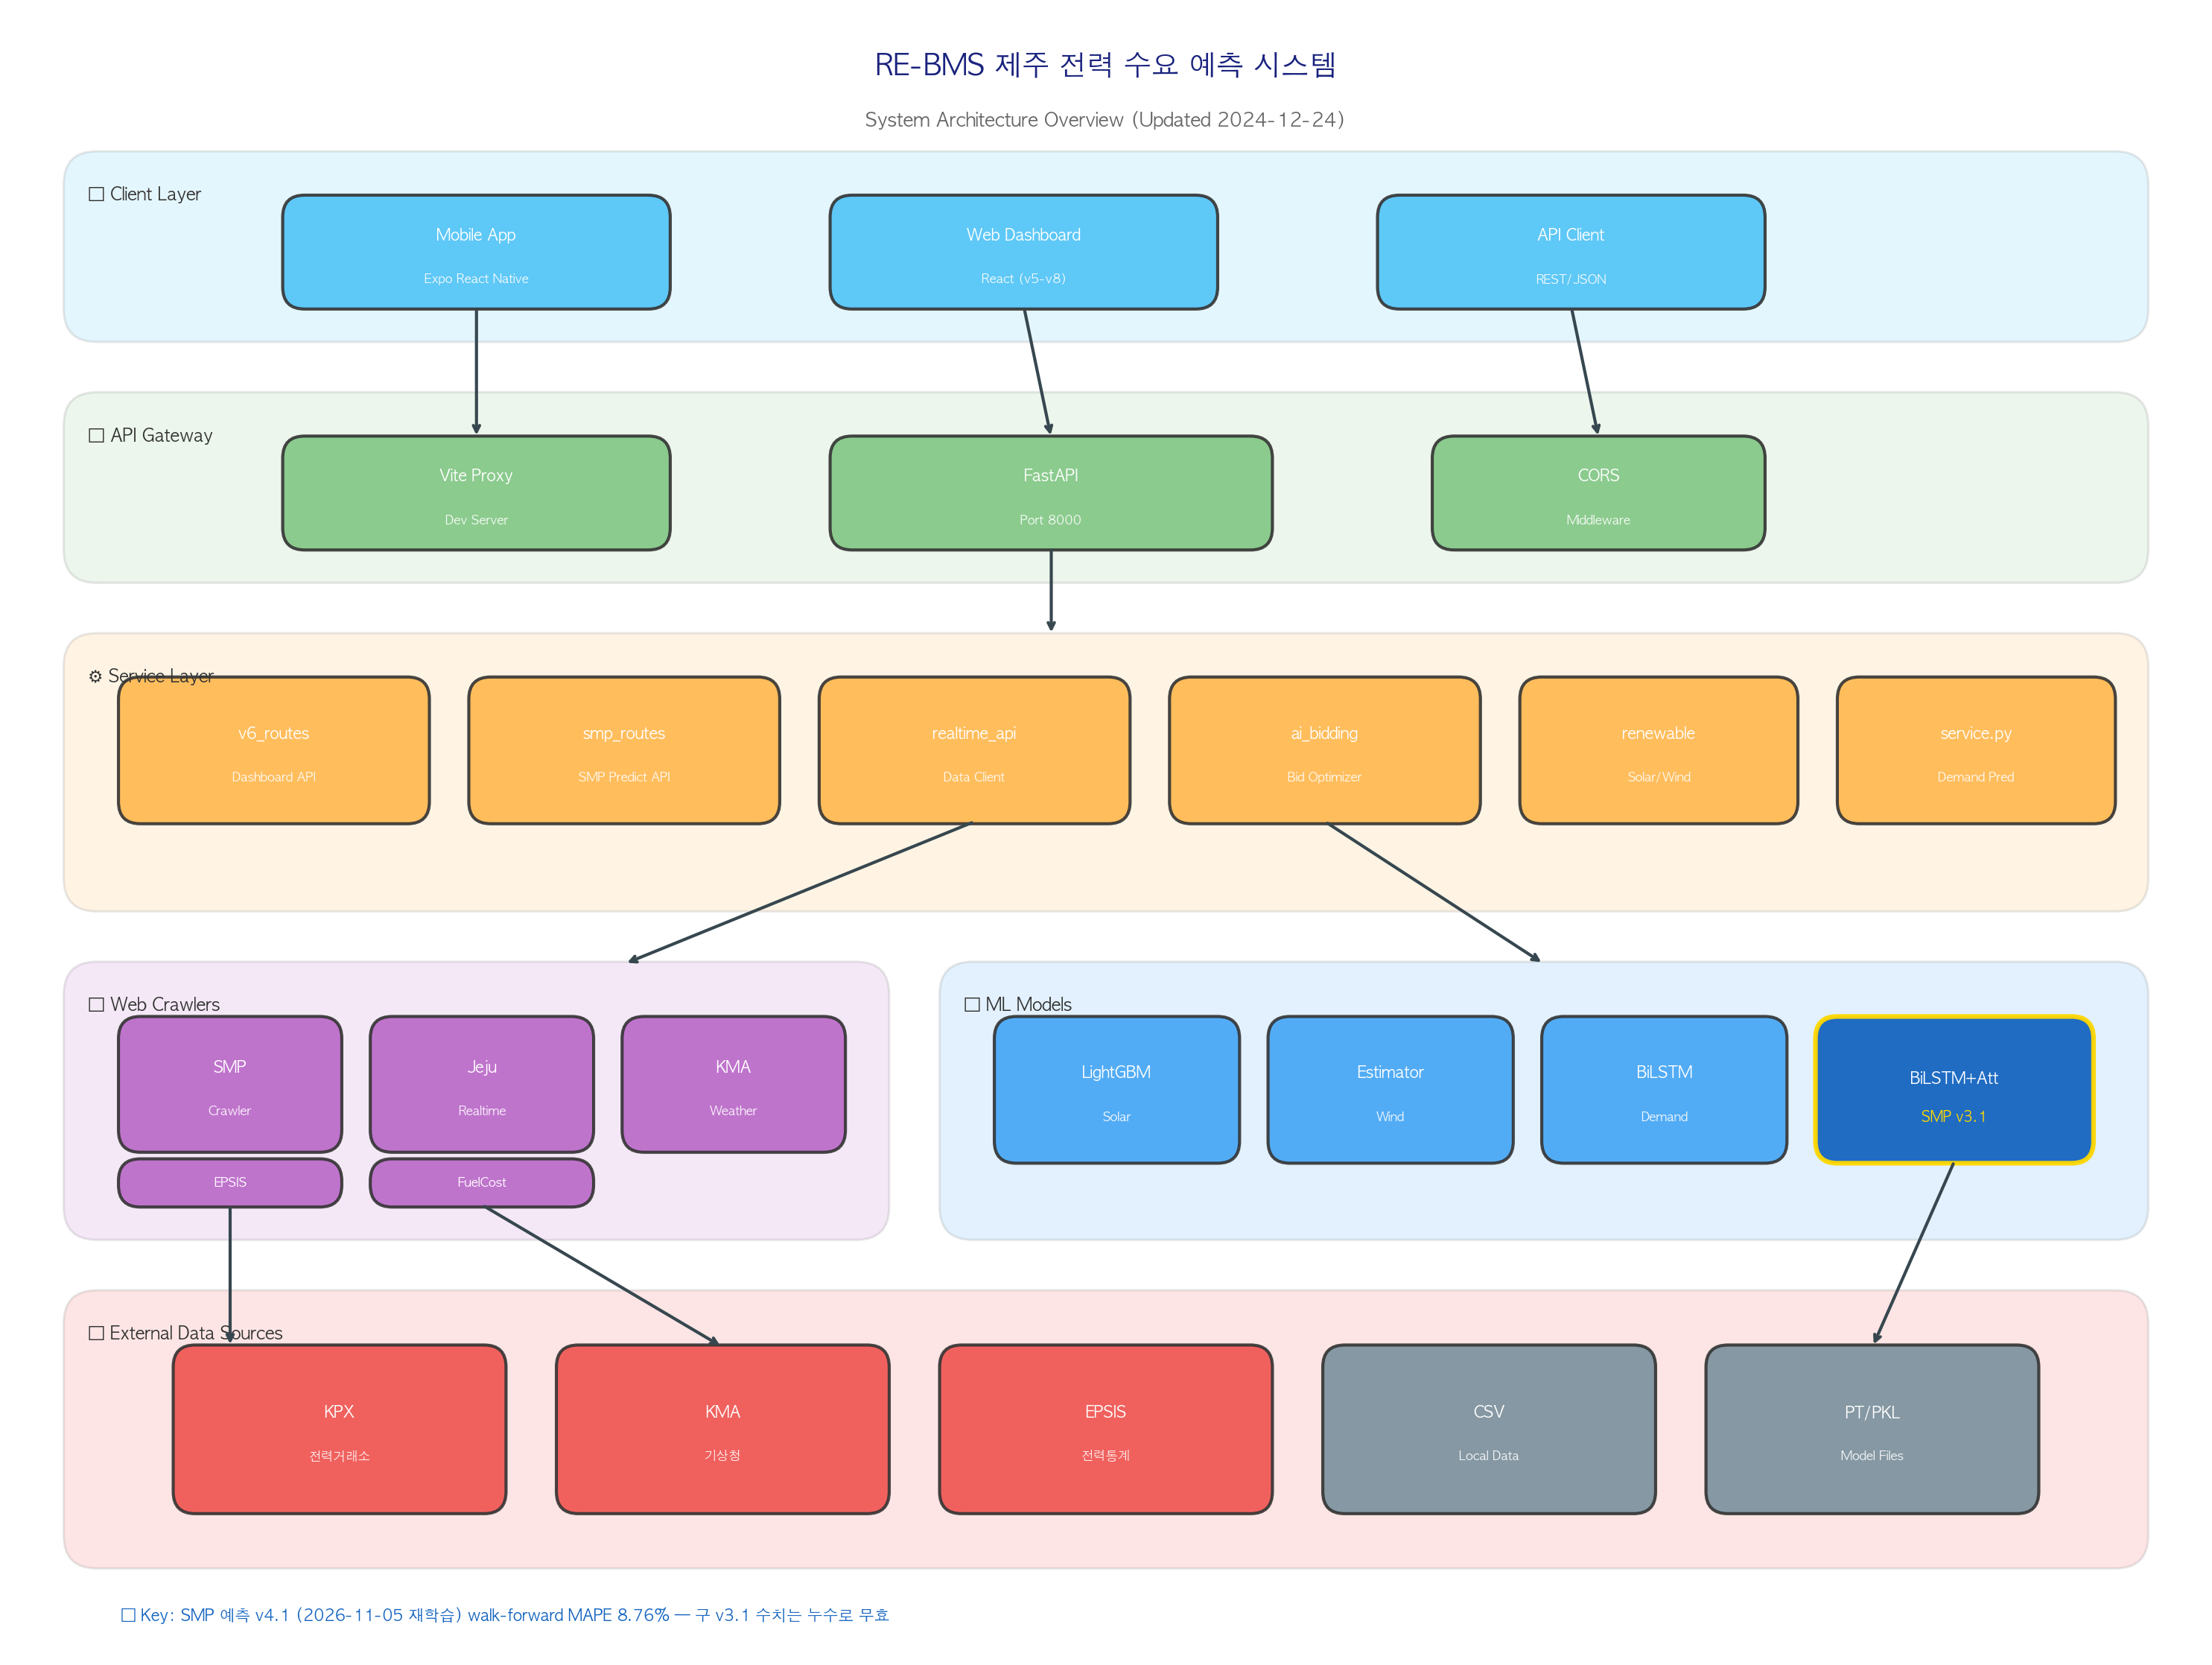 RE-BMS 제주 전력 수요 예측 시스템
System Architecture Overview (Updated 2024-12-24)
□ Client Layer
Mobile App
Expo React Native
Web Dashboard
React (v5-v8)
API Client
REST/JSON
□ API Gateway
Vite Proxy
Dev Server
FastAPI
Port 8000
CORS
Middleware
⚙ Service Layer
v6_routes
Dashboard API
smp_routes
SMP Predict API
realtime_api
Data Client
ai_bidding
Bid Optimizer
renewable
Solar/Wind
service.py
Demand Pred
□ Web Crawlers
SMP
Crawler
Jeju
Realtime
KMA
Weather
EPSIS
FuelCost
□ ML Models
LightGBM
Solar
Estimator
Wind
BiLSTM
Demand
BiLSTM+Att
SMP v3.1
□ External Data Sources
KPX
전력거래소
KMA
기상청
EPSIS
전력통계
CSV
Local Data
PT/PKL
Model Files
□ Key: SMP 예측 v4.1 (2026-11-05 재학습) walk-forward MAPE 8.76% — 구 v3.1 수치는 누수로 무효